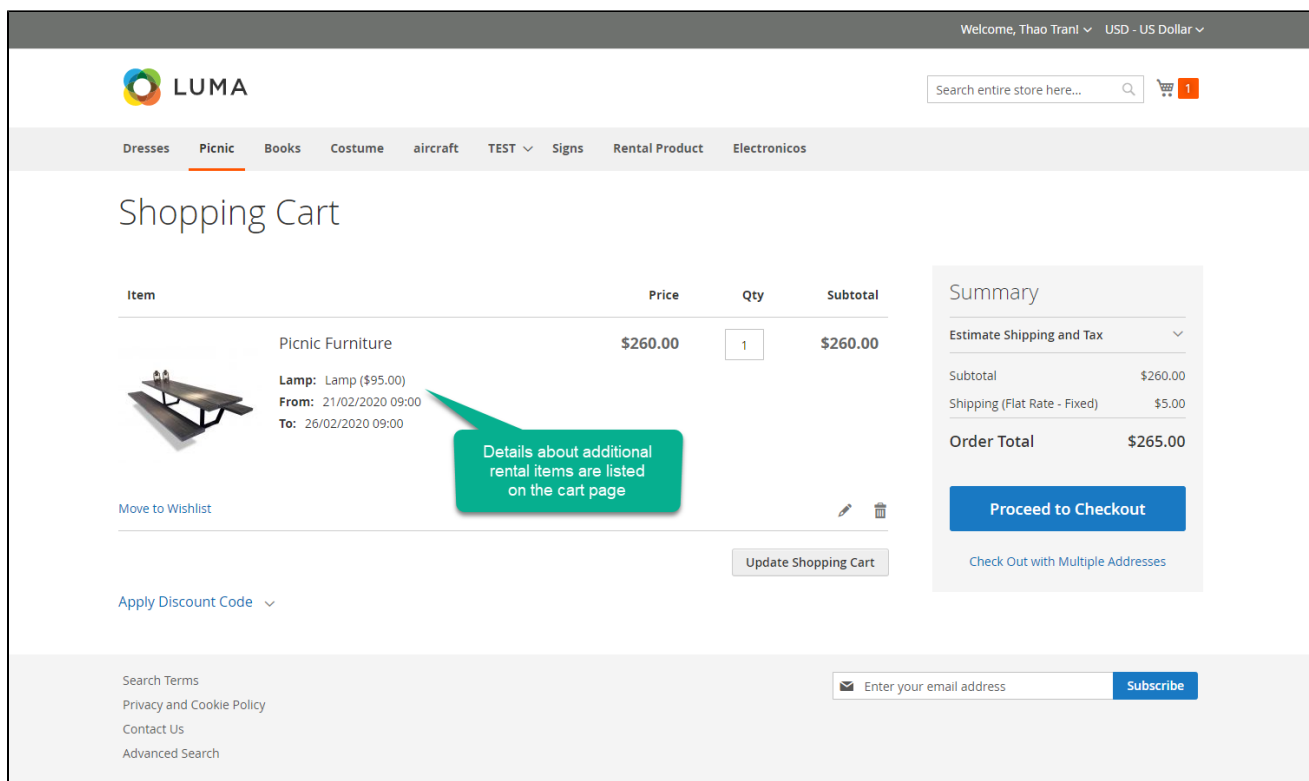 Welcome, Thao Tran! USD - US Dollar
LUMA
Search entire store here... 1
Dresses Picnic Books Costume aircraft TEST Signs Rental Product Electronicos
Shopping Cart
Item Price Qty Subtotal
Picnic Furniture $260.00 1 $260.00
Lamp: Lamp ($95.00)
From: 21/02/2020 09:00
To: 26/02/2020 09:00
Details about additional
rental items are listed
on the cart page
Move to Wishlist
Update Shopping Cart
Apply Discount Code
Summary
Estimate Shipping and Tax
Subtotal $260.00
Shipping (Flat Rate - Fixed) $5.00
Order Total $265.00
Proceed to Checkout
Check Out with Multiple Addresses
Search Terms
Privacy and Cookie Policy
Contact Us
Advanced Search
Enter your email address Subscribe